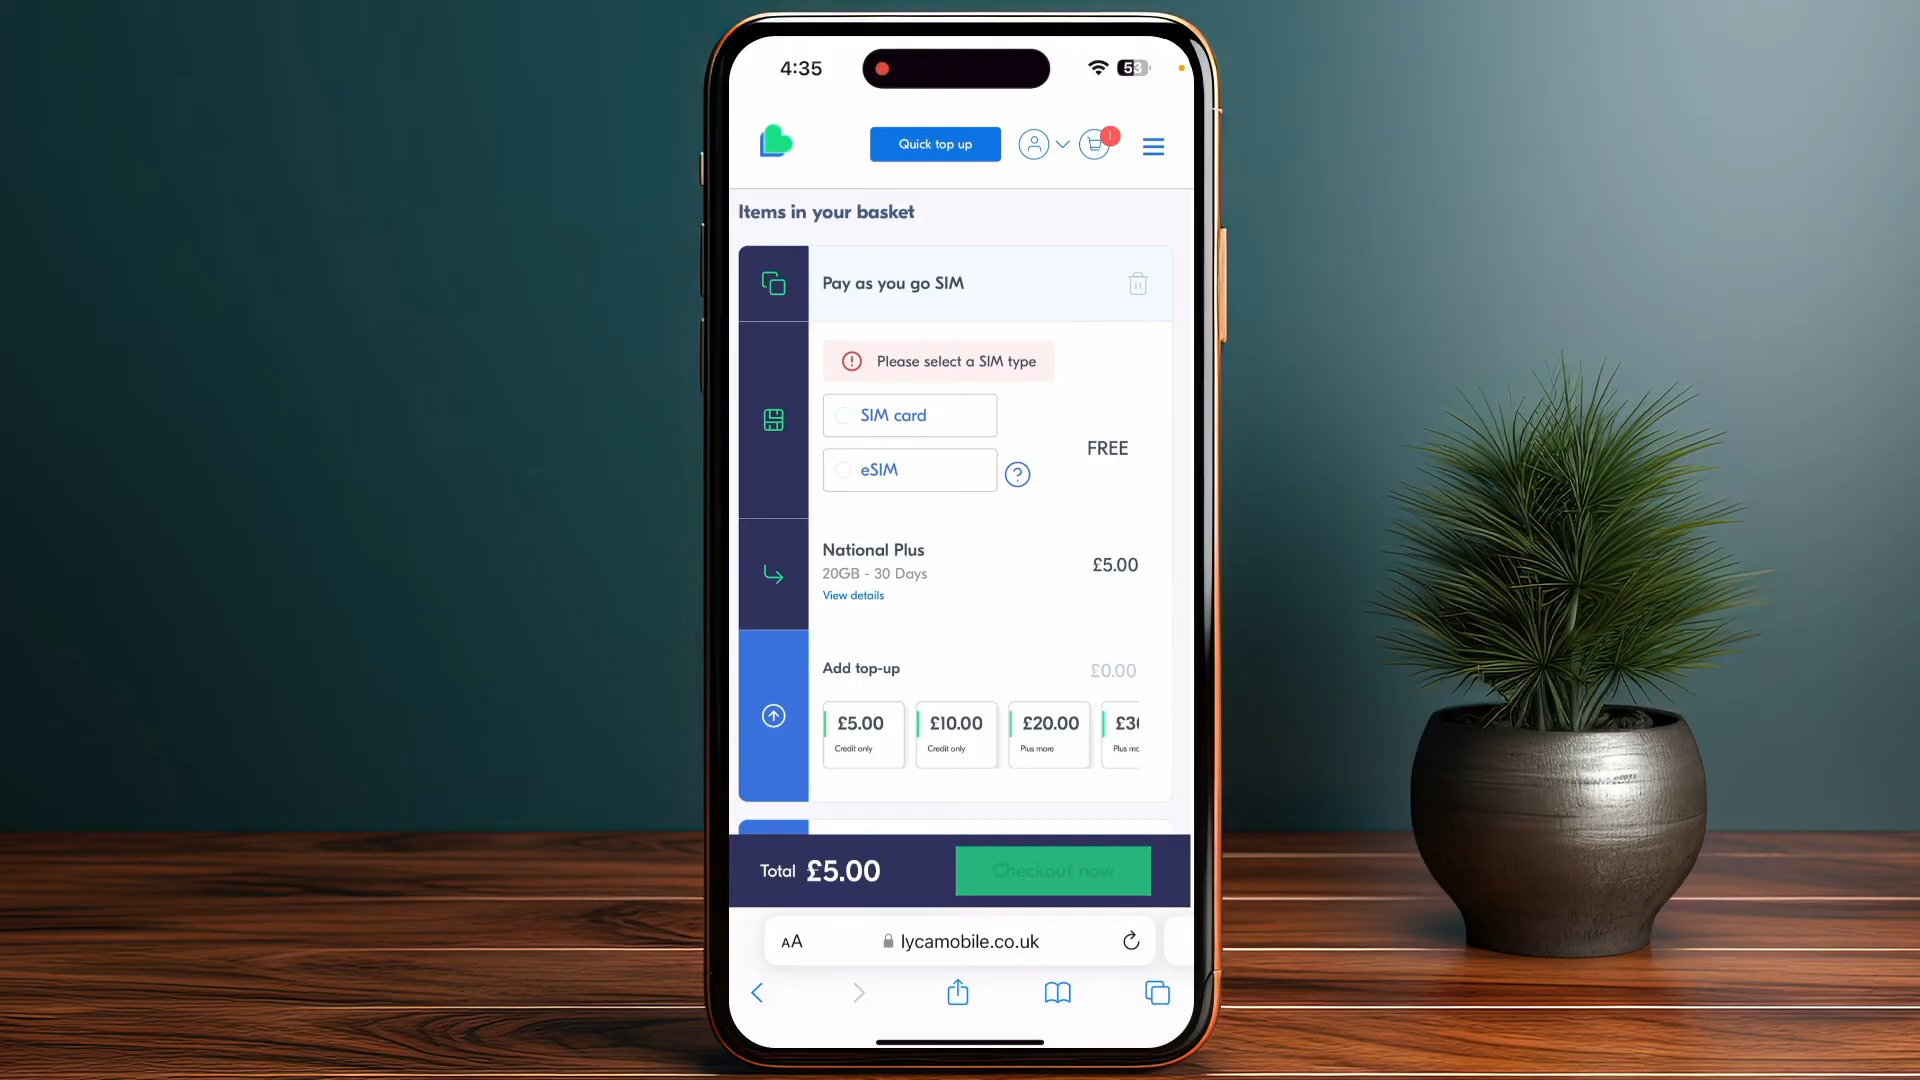 4:35
53
Quick top up
1
Items in your basket
Pay as you go SIM
Please select a SIM type
SIM card
eSIM
?
FREE
National Plus
£5.00
20GB - 30 Days
View details
Add top-up
£0.00
£5.00
£10.00
£20.00
Credit only
Credit only
Plus more
Total £5.00
Checkout now
AA
lycamobile.co.uk